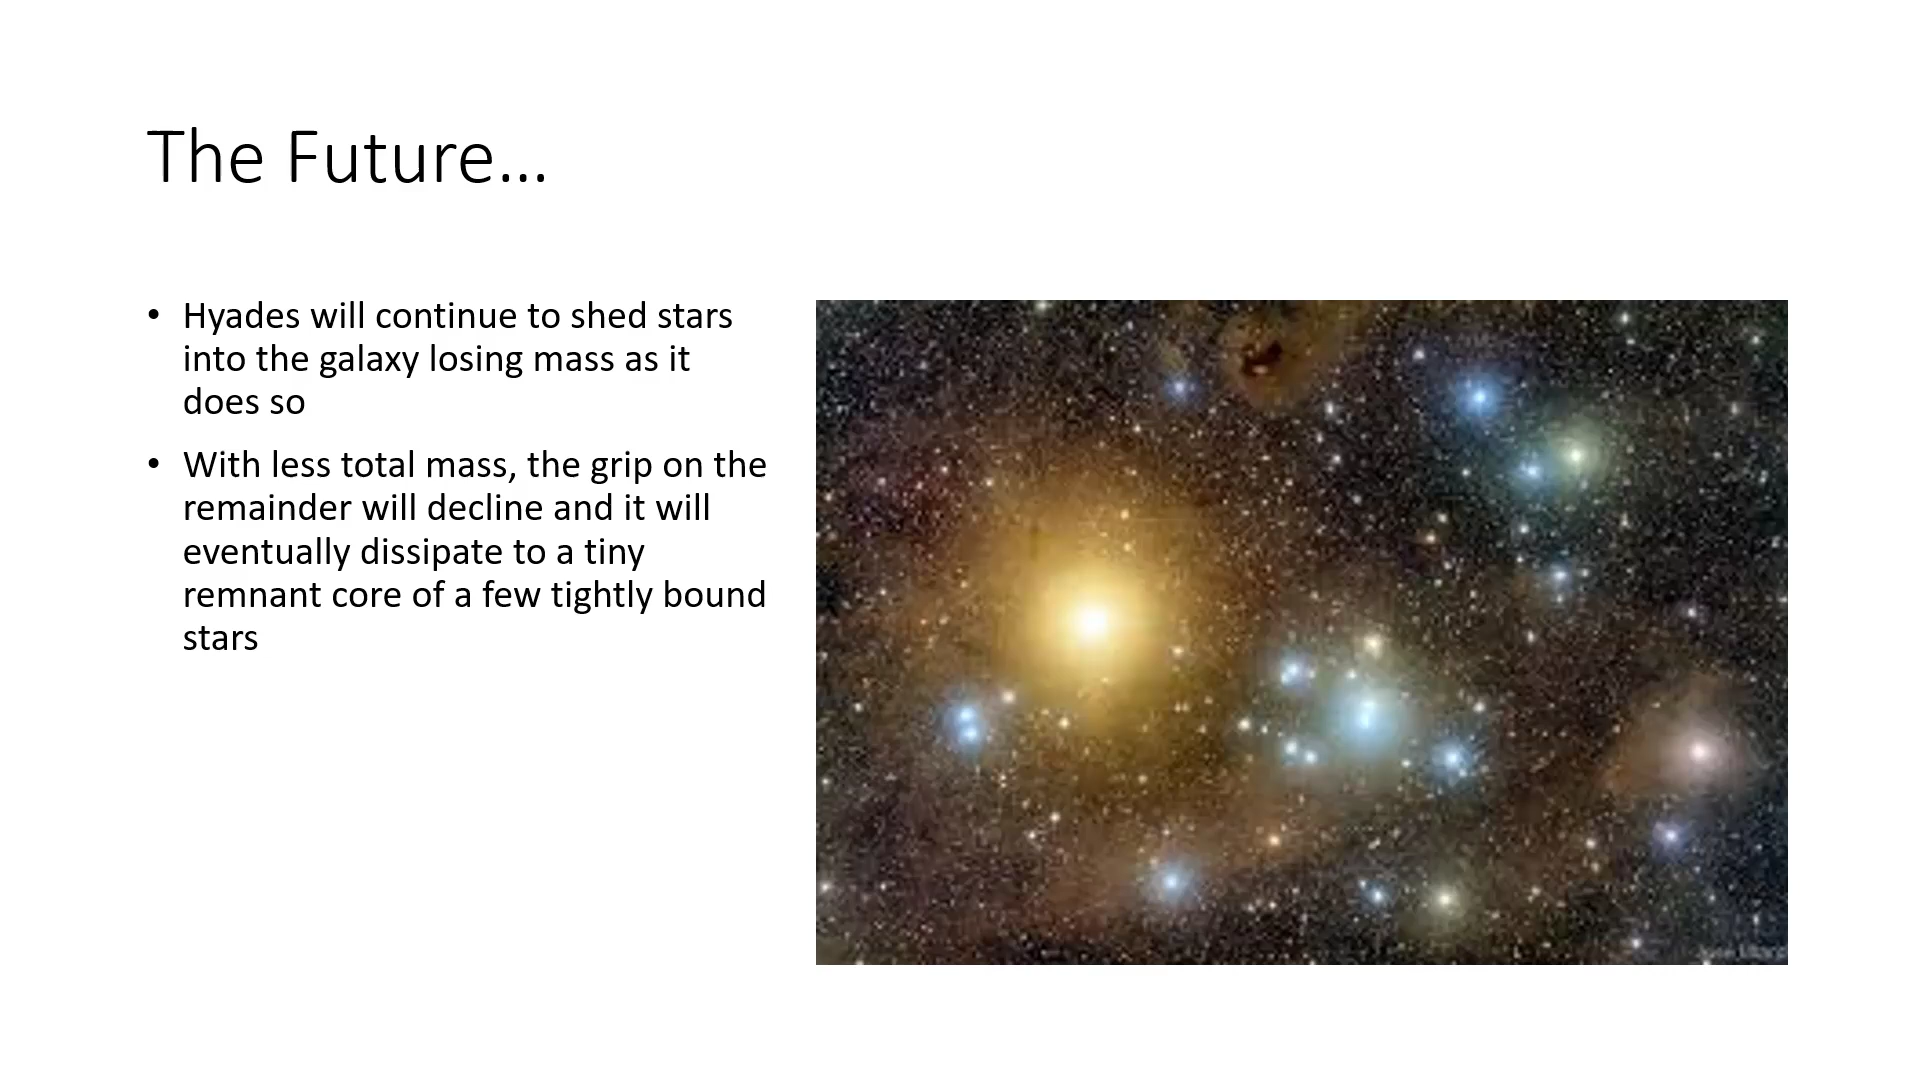 The Future...
• Hyades will continue to shed stars
into the galaxy losing mass as it
does so
• With less total mass, the grip on the
remainder will decline and it will
eventually dissipate to a tiny
remnant core of a few tightly bound
stars